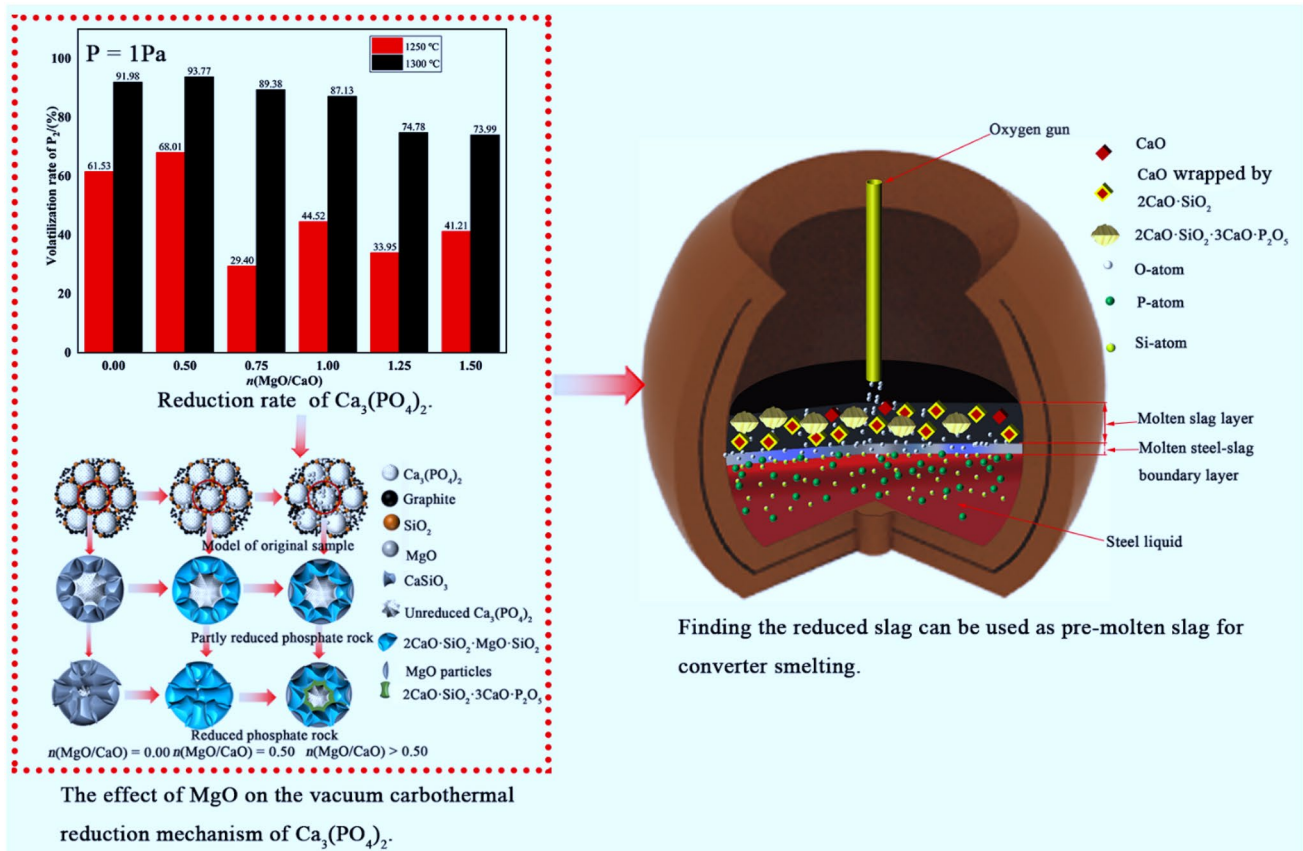 P = 1Pa
1250 ℃
1300 ℃
Volatilization rate of P₂/(%)
100
80
60
40
20
0
61.53
91.98
68.01
93.77
29.40
89.38
44.52
87.13
33.95
74.78
41.21
73.99
0.00 0.50 0.75 1.00 1.25 1.50
n(MgO/CaO)
Reduction rate of Ca₃(PO₄)₂.
Ca₃(PO₄)₂
Graphite
SiO₂
Model of original sample
MgO
CaSiO₃
Unreduced Ca₃(PO₄)₂
Partly reduced phosphate rock
2CaO·SiO₂·MgO·SiO₂
MgO particles
2CaO·SiO₂·3CaO·P₂O₅
Reduced phosphate rock
n(MgO/CaO) = 0.00 n(MgO/CaO) = 0.50 n(MgO/CaO) > 0.50
The effect of MgO on the vacuum carbothermal
reduction mechanism of Ca₃(PO₄)₂.
Oxygen gun
CaO
CaO wrapped by
2CaO·SiO₂
2CaO·SiO₂·3CaO·P₂O₅
O-atom
P-atom
Si-atom
Molten slag layer
Molten steel-slag
boundary layer
Steel liquid
Finding the reduced slag can be used as pre-molten slag for
converter smelting.